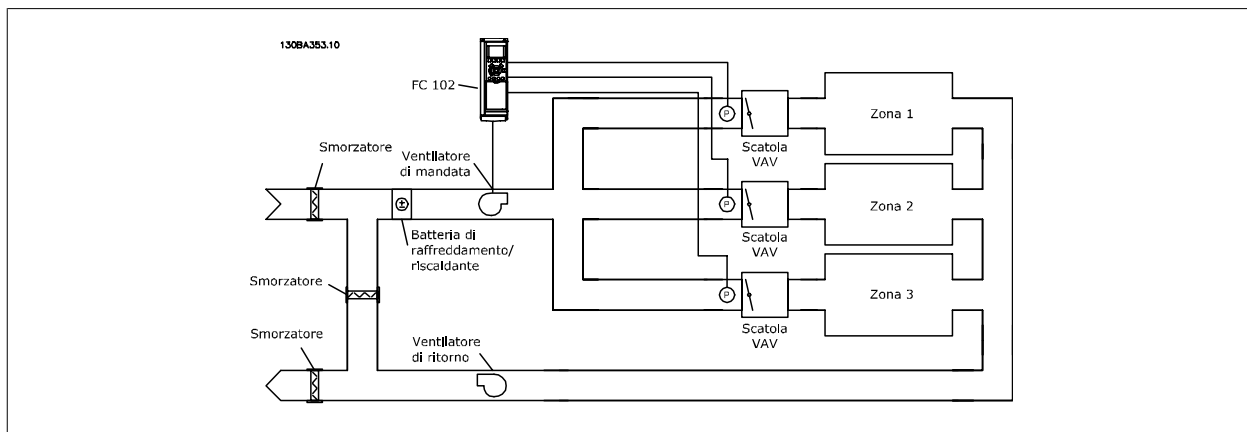 130BA353.10
FC 102
Smorzatore
Ventilatore
di mandata
Batteria di
raffreddamento/
riscaldante
Smorzatore
Smorzatore
Ventilatore
di ritorno
P
Scatola
VAV
Zona 1
P
Scatola
VAV
Zona 2
P
Scatola
VAV
Zona 3
±